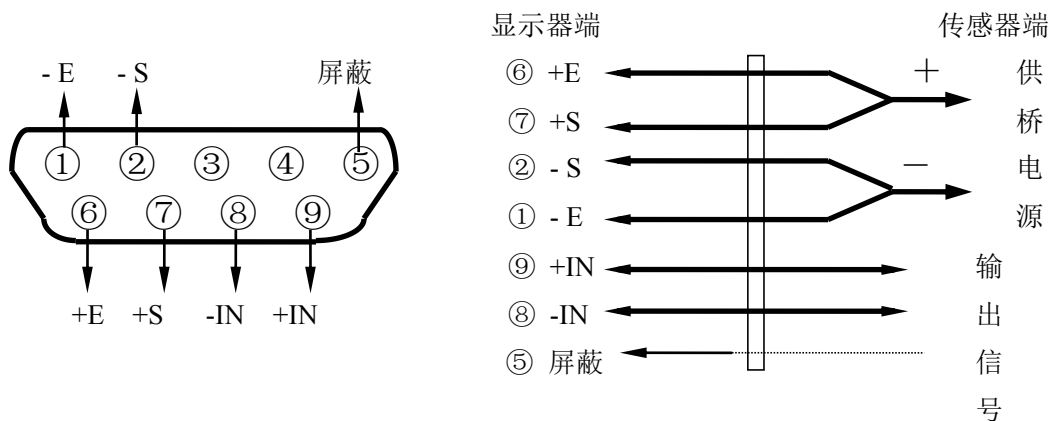 - E - S 屏蔽
① ② ③ ④ ⑤
⑥ ⑦ ⑧ ⑨
+E +S -IN +IN
显示器端 传感器端
⑥ +E ＋ 供
⑦ +S 桥
② - S － 电
① - E 源
⑨ +IN 输
⑧ -IN 出
⑤ 屏蔽 信
号